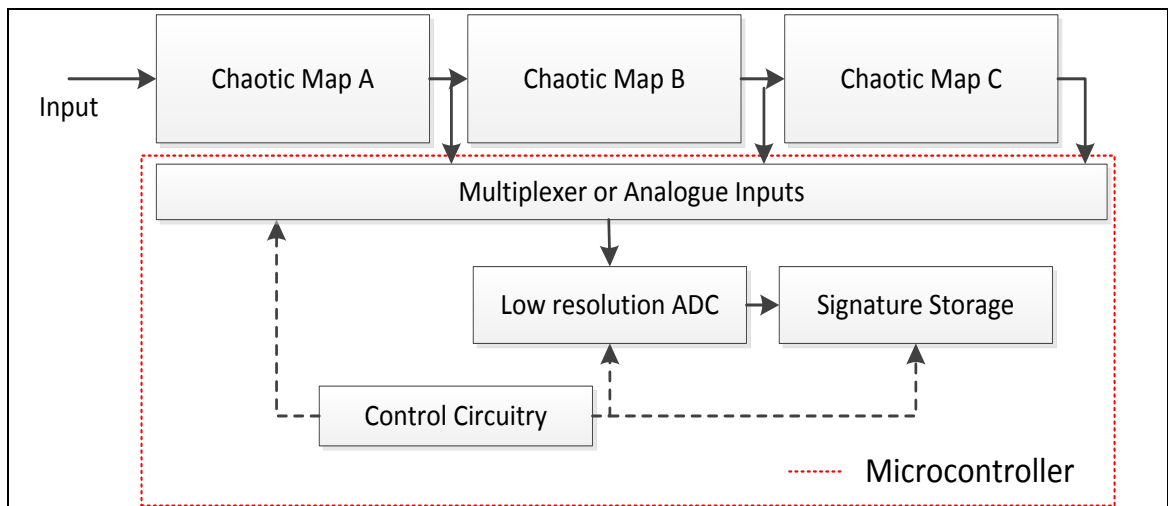 Chaotic Map A
Chaotic Map B
Chaotic Map C
Input
Multiplexer or Analogue Inputs
Low resolution ADC
Signature Storage
Control Circuitry
Microcontroller